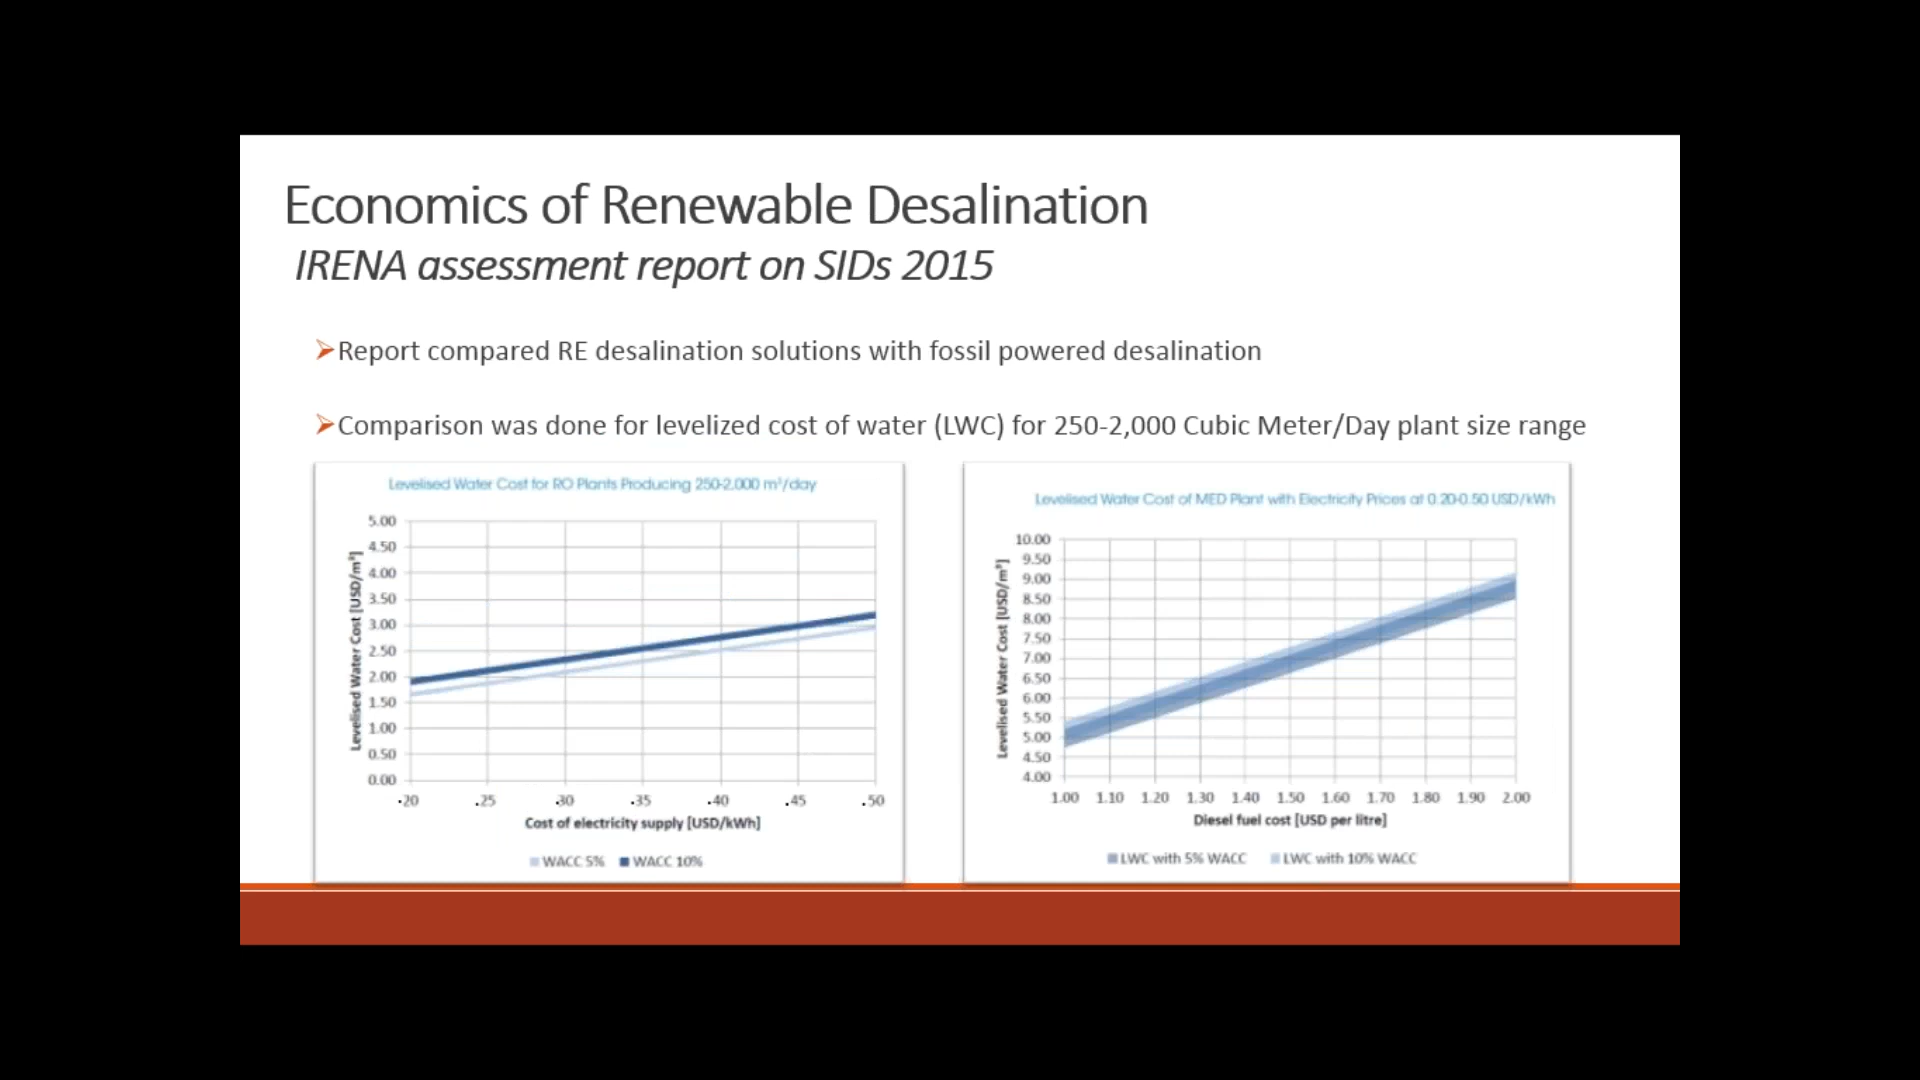 Economics of Renewable Desalination
IRENA assessment report on SIDs 2015
Report compared RE desalination solutions with fossil powered desalination
Comparison was done for levelized cost of water (LWC) for 250-2,000 Cubic Meter/Day plant size range
Levelised Water Cost for RO Plants Producing 250-2,000 m³/day
Levelised Water Cost [USD/m³]
5.00
4.50
4.00
3.50
3.00
2.50
2.00
1.50
1.00
0.50
0.00
.20 .25 .30 .35 .40 .45 .50
Cost of electricity supply [USD/kWh]
WACC 5% WACC 10%
Levelised Water Cost of MED Plant with Electricity Prices at 0.20-0.50 USD/kWh
Levelised Water Cost [USD/m³]
10.00
9.50
9.00
8.50
8.00
7.50
7.00
6.50
6.00
5.50
5.00
4.50
4.00
1.00 1.10 1.20 1.30 1.40 1.50 1.60 1.70 1.80 1.90 2.00
Diesel fuel cost [USD per litre]
LWC with 5% WACC LWC with 10% WACC